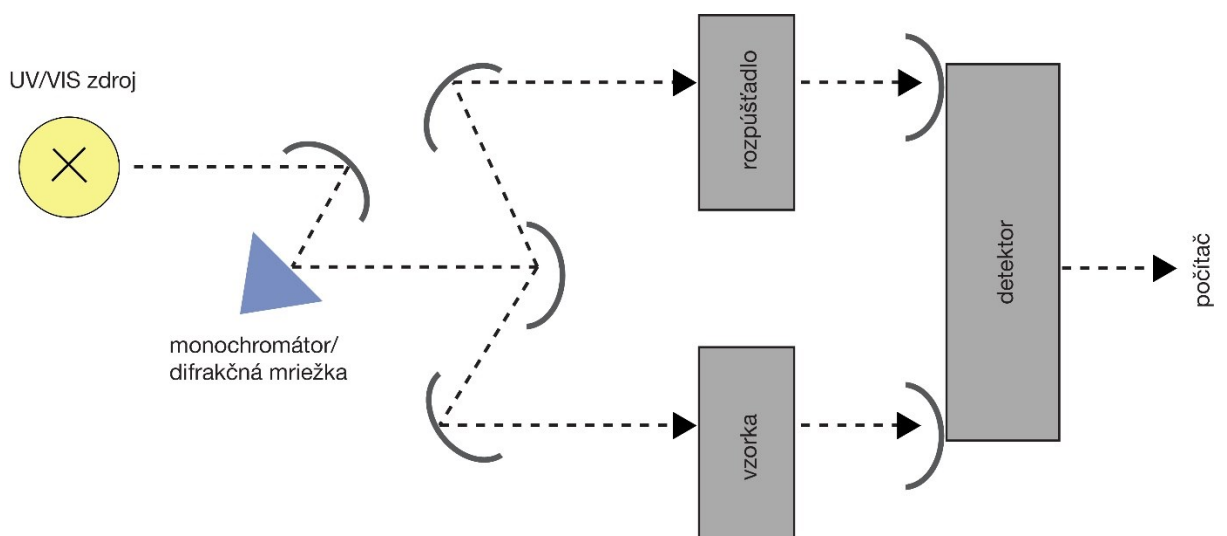 UV/VIS zdroj
monochromátor/
difrakčná mriežka
rozpúšťadlo
vzorka
detektor
počítač